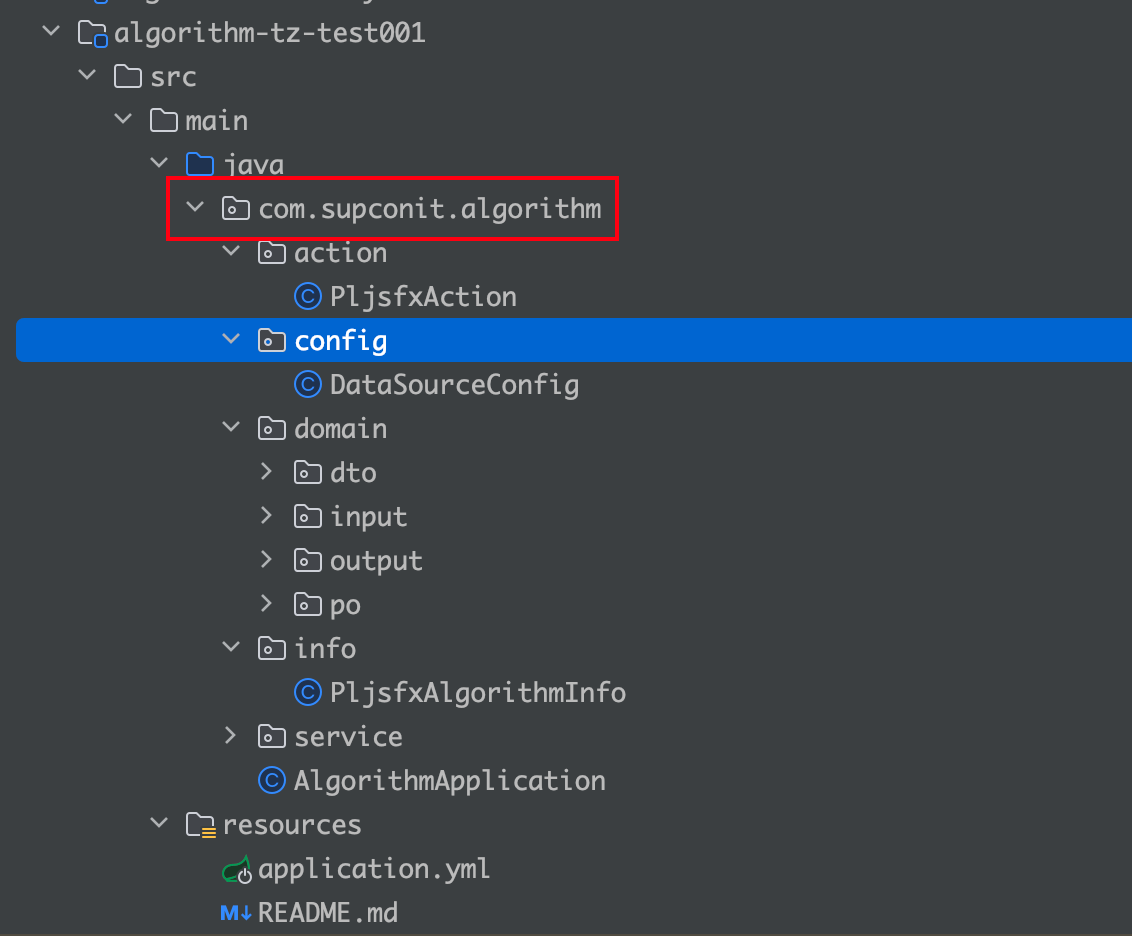 algorithm-tz-test001
src
main
java
com.supconit.algorithm
action
C PljsfxAction
config
C DataSourceConfig
domain
dto
input
output
po
info
C PljsfxAlgorithmInfo
service
C AlgorithmApplication
resources
application.yml
M↓ README.md